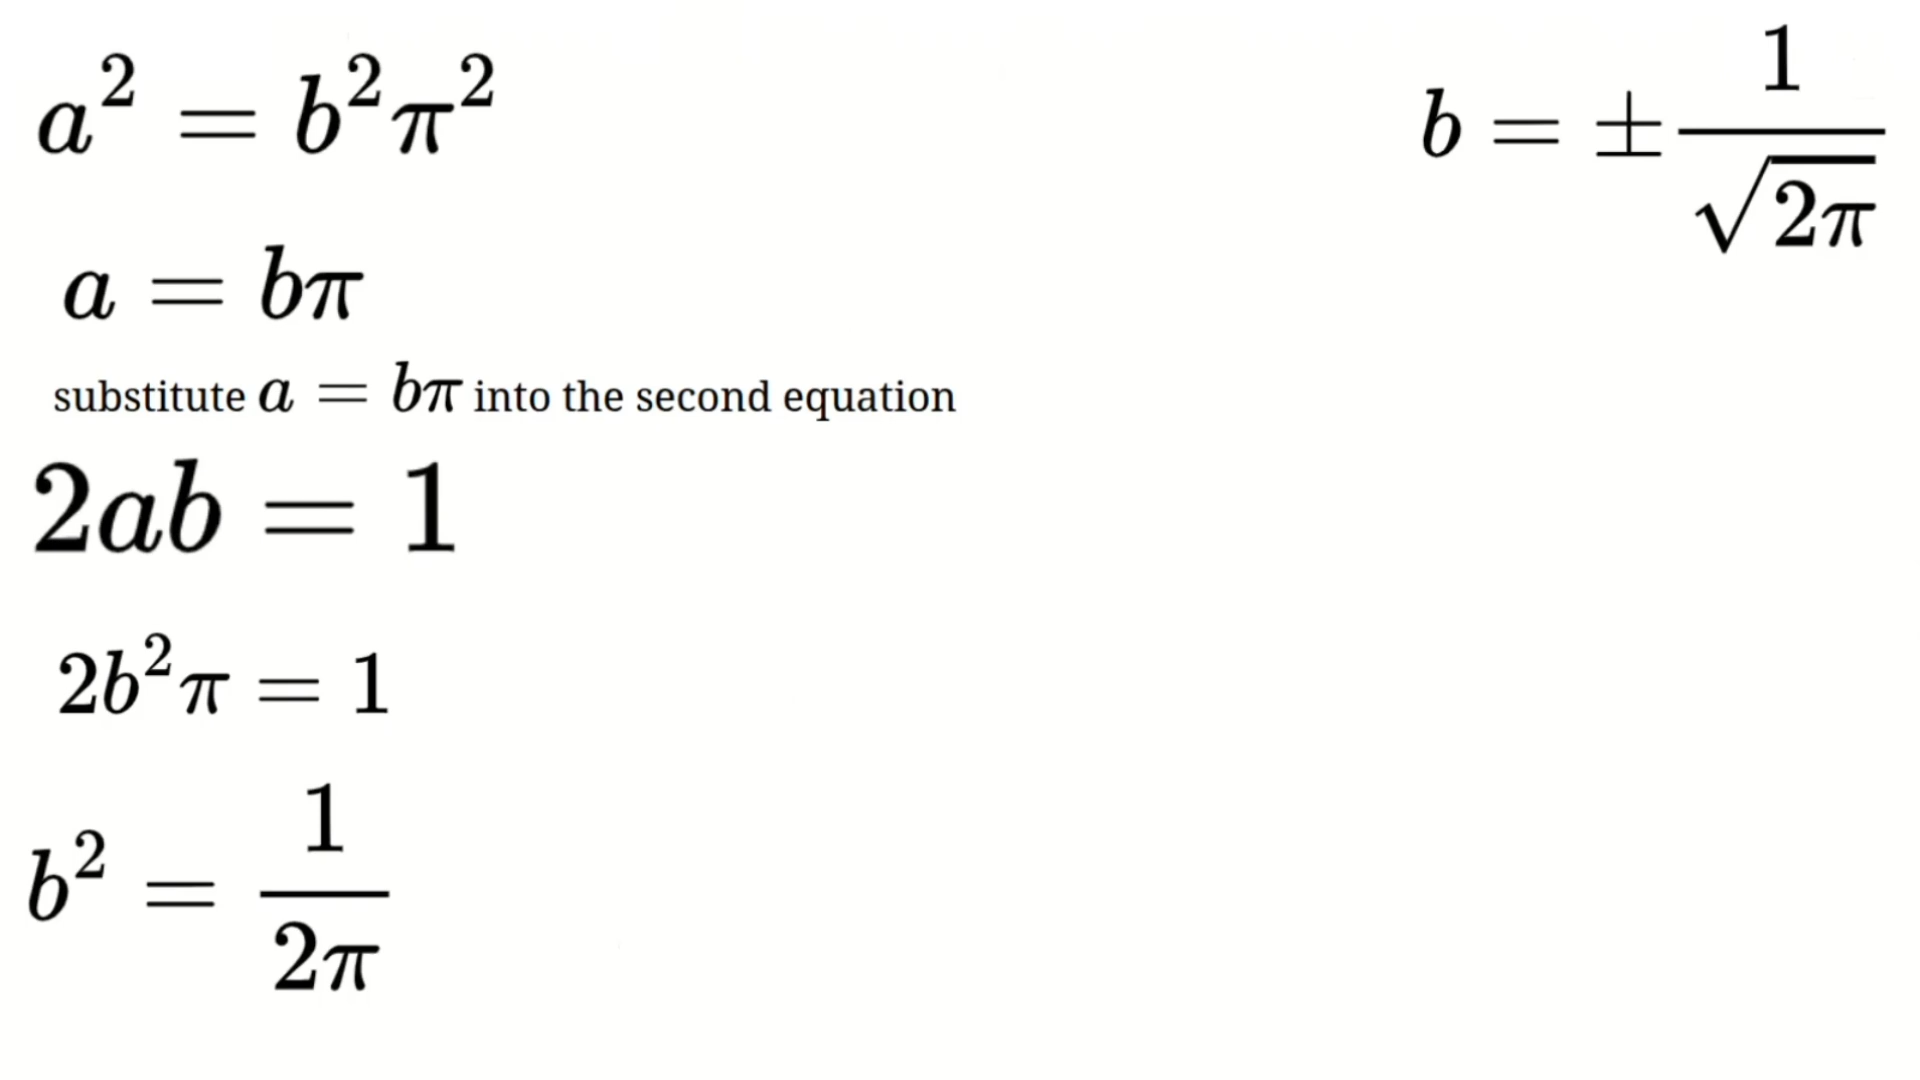 a² = b²π²
a = bπ
substitute a = bπ into the second equation
2ab = 1
2b²π = 1
b² = 1/2π
b = ±1/√2π